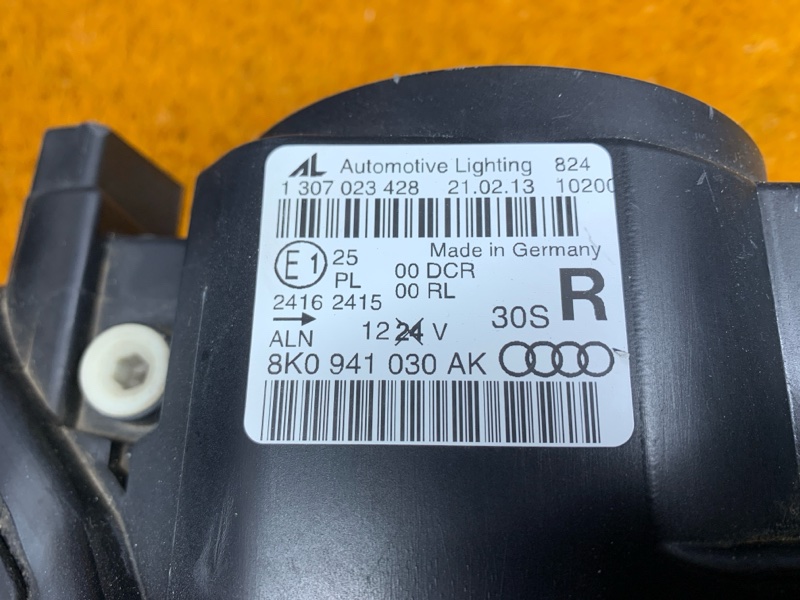 AL Automotive Lighting 824
1 307 023 428 21.02.13 10200
Made in Germany
E1 25
PL
00 DCR
00 RL
2416 2415
ALN
12 24 V
30S
R
8K0 941 030 AK